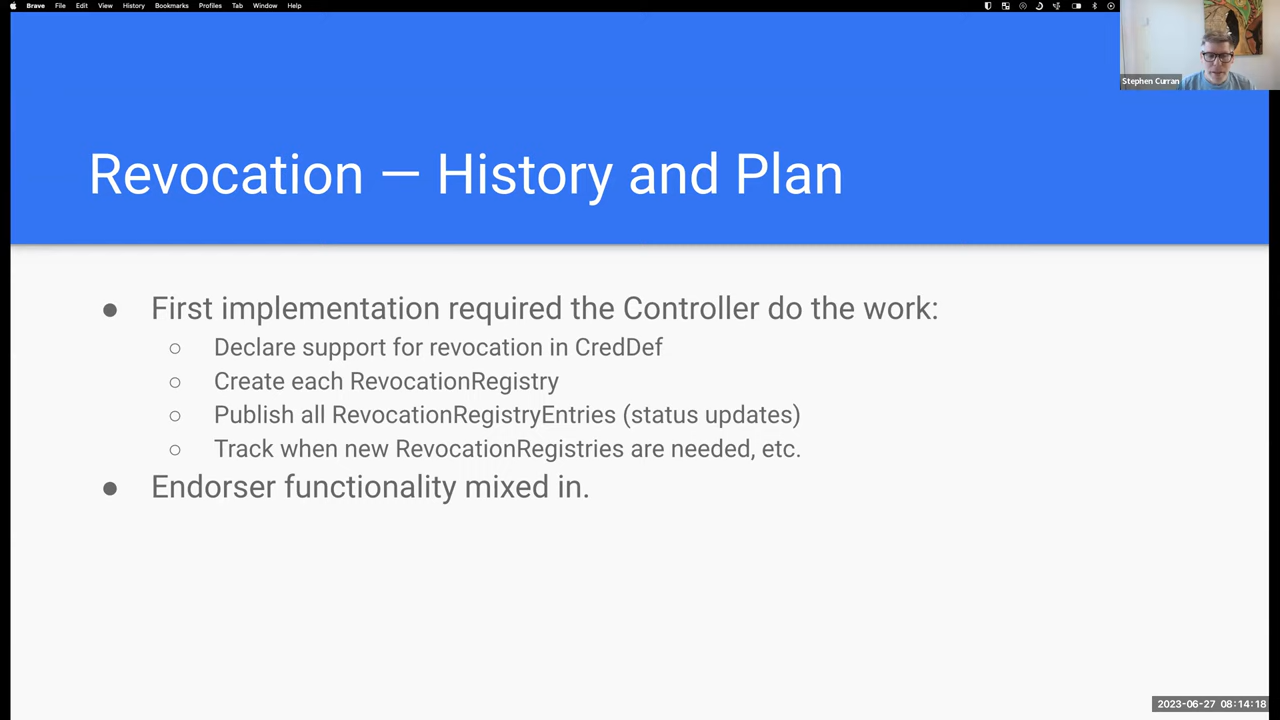 Brave File Edit View History Bookmarks Profiles Tab Window Help
Stephen Curran
Revocation — History and Plan
● First implementation required the Controller do the work:
○ Declare support for revocation in CredDef
○ Create each RevocationRegistry
○ Publish all RevocationRegistryEntries (status updates)
○ Track when new RevocationRegistries are needed, etc.
● Endorser functionality mixed in.
2023-06-27 08:14:18